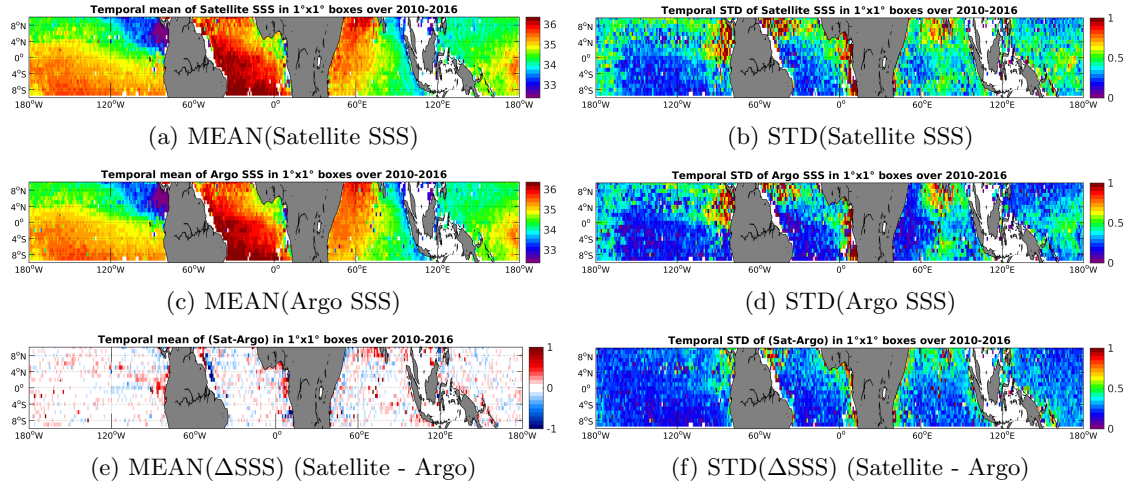 Temporal mean of Satellite SSS in 1°x1° boxes over 2010-2016
8°N
4°N
0°
4°S
8°S
180°W 120°W 60°W 0° 60°E 120°E 180°E
36
35
34
33
(a) MEAN(Satellite SSS)
Temporal STD of Satellite SSS in 1°x1° boxes over 2010-2016
8°N
4°N
0°
4°S
8°S
180°W 120°W 60°W 0° 60°E 120°E 180°E
1
0.5
0
(b) STD(Satellite SSS)
Temporal mean of Argo SSS in 1°x1° boxes over 2010-2016
8°N
4°N
0°
4°S
8°S
180°W 120°W 60°W 0° 60°E 120°E 180°E
36
35
34
33
(c) MEAN(Argo SSS)
Temporal STD of Argo SSS in 1°x1° boxes over 2010-2016
8°N
4°N
0°
4°S
8°S
180°W 120°W 60°W 0° 60°E 120°E 180°E
1
0.5
0
(d) STD(Argo SSS)
Temporal mean of (Sat-Argo) in 1°x1° boxes over 2010-2016
8°N
4°N
0°
4°S
8°S
180°W 120°W 60°W 0° 60°E 120°E 180°E
1
0
-1
(e) MEAN(ΔSSS) (Satellite - Argo)
Temporal STD of (Sat-Argo) in 1°x1° boxes over 2010-2016
8°N
4°N
0°
4°S
8°S
180°W 120°W 60°W 0° 60°E 120°E 180°E
1
0.5
0
(f) STD(ΔSSS) (Satellite - Argo)